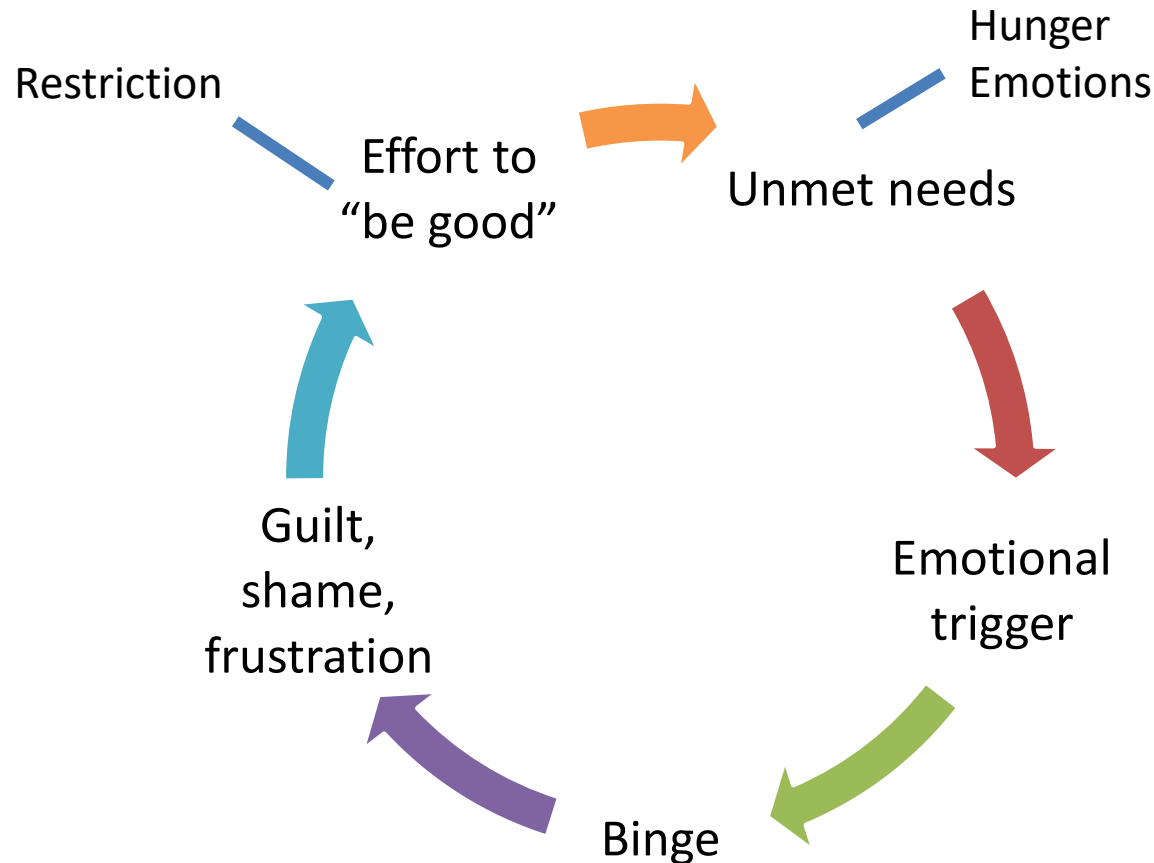 Restriction
Effort to
“be good”
Hunger
Emotions
Unmet needs
Emotional
trigger
Binge
Guilt,
shame,
frustration